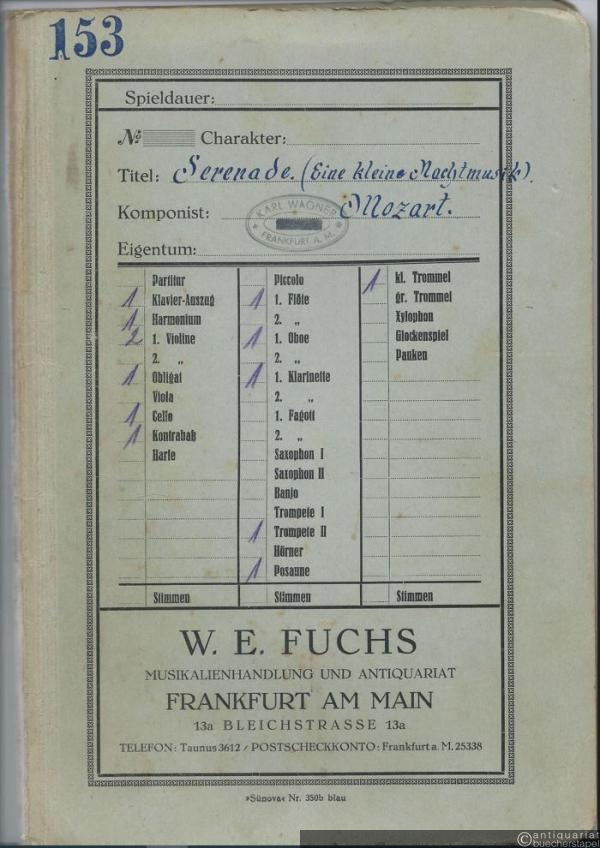 153
Spieldauer:
№ Charakter:
Titel: Serenade. (Eine kleine Nachtmusik).
Komponist: Mozart.
KARL WAGNER
* FRANKFURT A. M. *
Eigentum:
Partitur
1 Klavier-Auszug
1 Harmonium
2 1. Violine
2. „
1 Obligat
Viola
1 Cello
1 Kontrabaß
Harfe
Stimmen
Piccolo
1 1. Flöte
2. „
1 1. Oboe
2. „
1 1. Klarinette
2. „
1. Fagott
2. „
Saxophon I
Saxophon II
Banjo
Trompete I
1 Trompete II
Hörner
1 Posaune
Stimmen
1 kl. Trommel
gr. Trommel
Xylophon
Glockenspiel
Pauken
Stimmen
W. E. FUCHS
MUSIKALIENHANDLUNG UND ANTIQUARIAT
FRANKFURT AM MAIN
13a BLEICHSTRASSE 13a
TELEFON: Taunus 3612 / POSTSCHECKKONTO: Frankfurt a. M. 25338
»Sünova« Nr. 350b blau
©antiquariat
buecherstapel